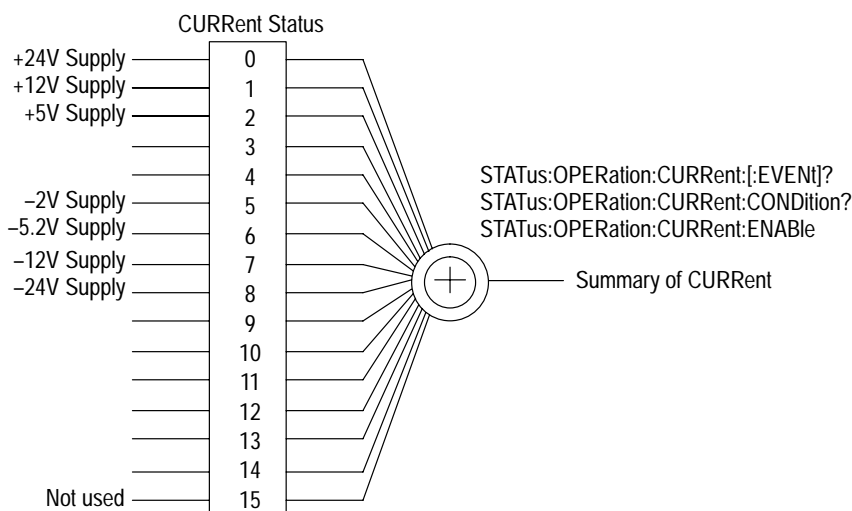 CURRent Status
+24V Supply 0
+12V Supply 1
+5V Supply 2
3
4
–2V Supply 5
–5.2V Supply 6
–12V Supply 7
–24V Supply 8
9
10
11
12
13
14
Not used 15
STATus:OPERation:CURRent:[:EVENt]?
STATus:OPERation:CURRent:CONDition?
STATus:OPERation:CURRent:ENABle
+
Summary of CURRent